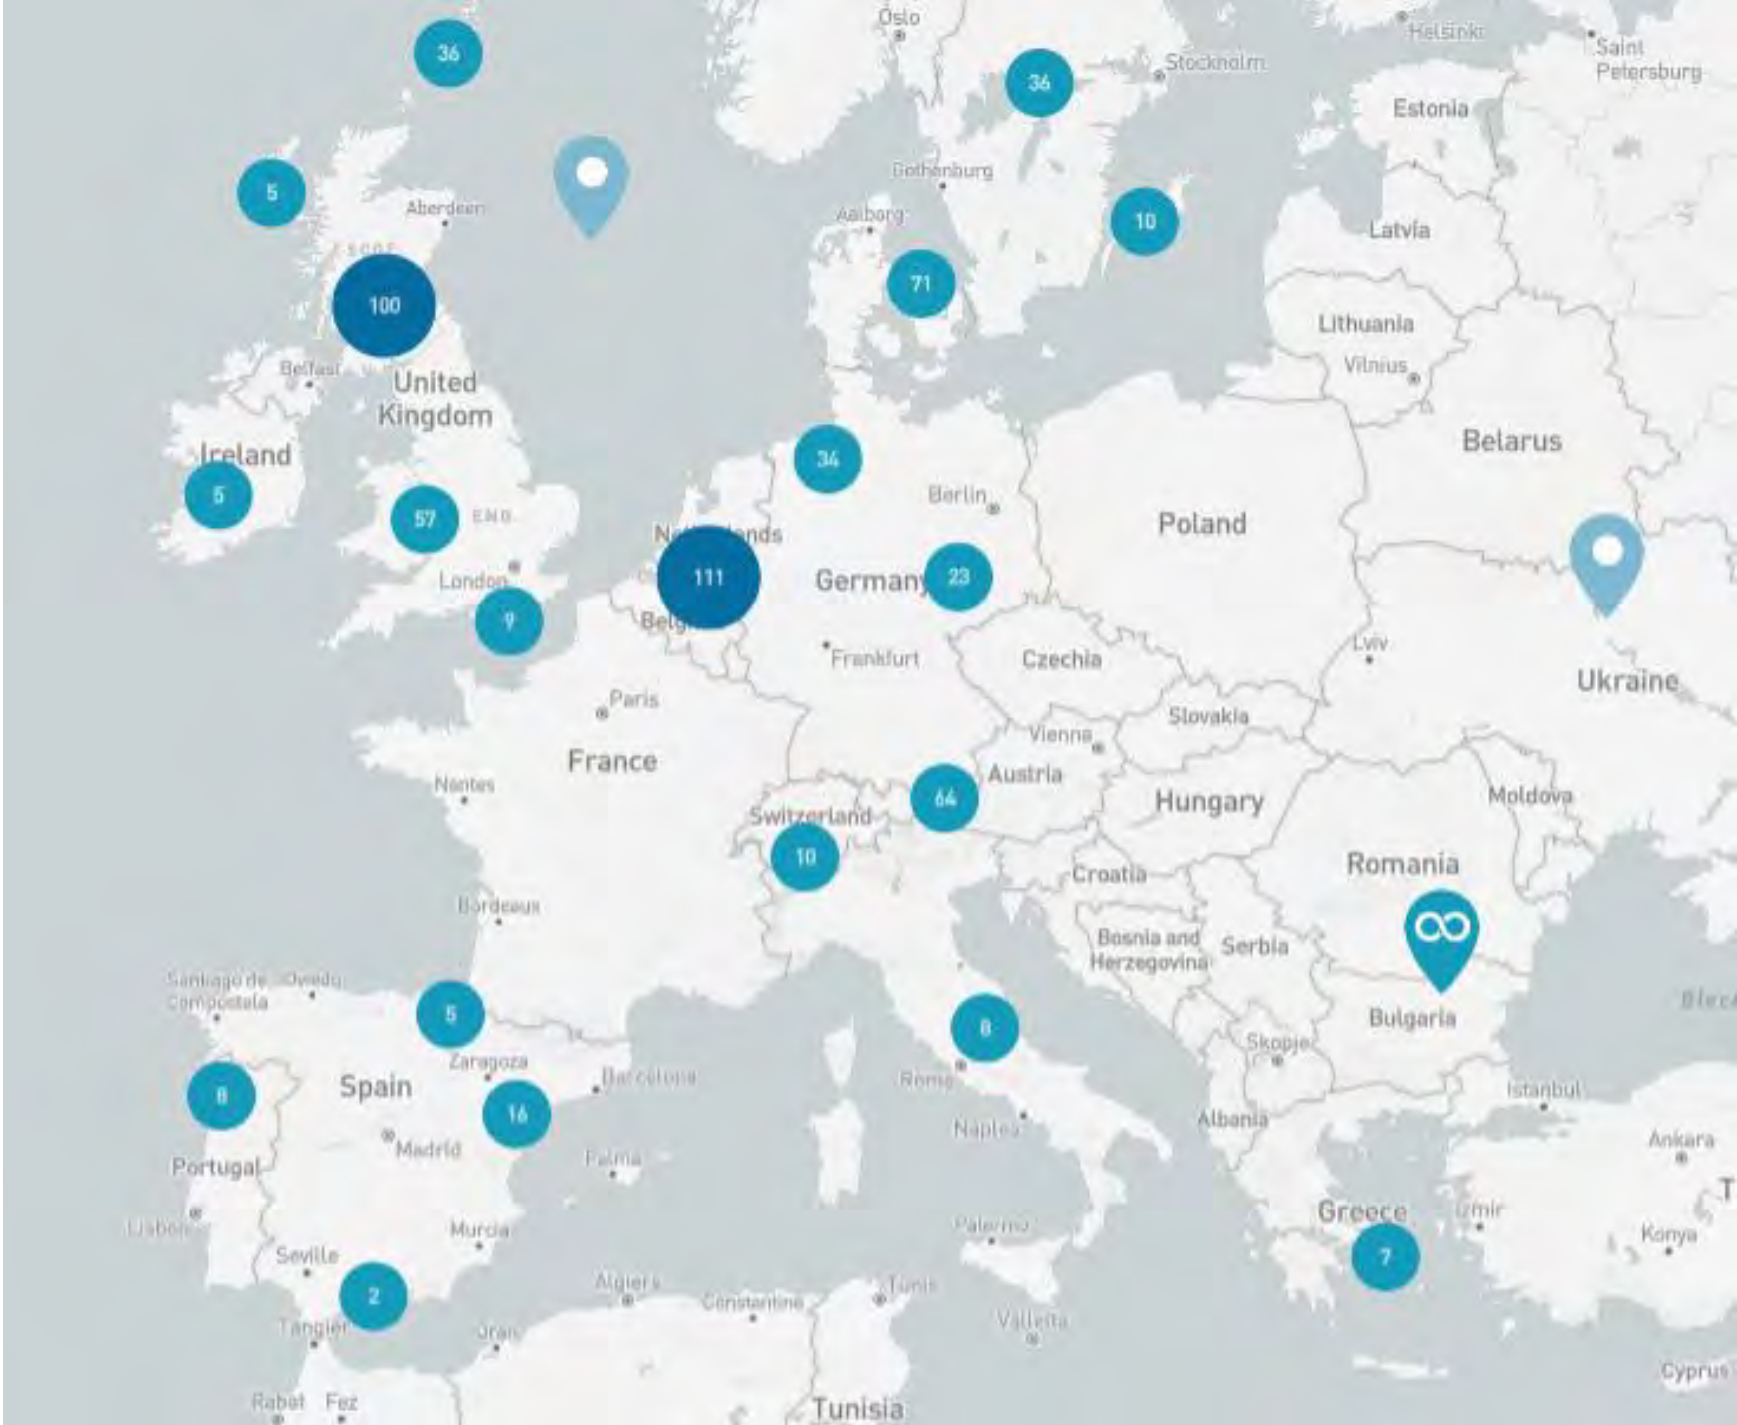 Oslo
Helsinki
36
Saint
Petersburg
36
Stockholm
Estonia
Gothenburg
5
Aberdeen
Aalborg
10
Latvia
71
100
Lithuania
Belfast
Vilnius
United
Kingdom
Ireland
34
Belarus
5
57
ENG
Berlin
Poland
111
Germany
23
London
9
Lviv
Frankfurt
Czechia
Ukraine
Paris
Slovakia
Vienna
France
Austria
Nantes
64
Hungary
Moldova
Switzerland
10
Romania
Croatia
Bordeaux
Bosnia and
Herzegovina
Serbia
Santiago de
Compostela
Oviedo
5
8
Bulgaria
Skopje
Zaragoza
Spain
Barcelona
Rome
8
16
Istanbul
Albania
Naples
Madrid
Palma
Ankara
Portugal
Lisbon
Murcia
Palermo
Greece
Izmir
Konya
Seville
7
2
Algiers
Tunis
Constantine
Tangier
Oran
Valletta
Cyprus
Rabat
Fez
Tunisia